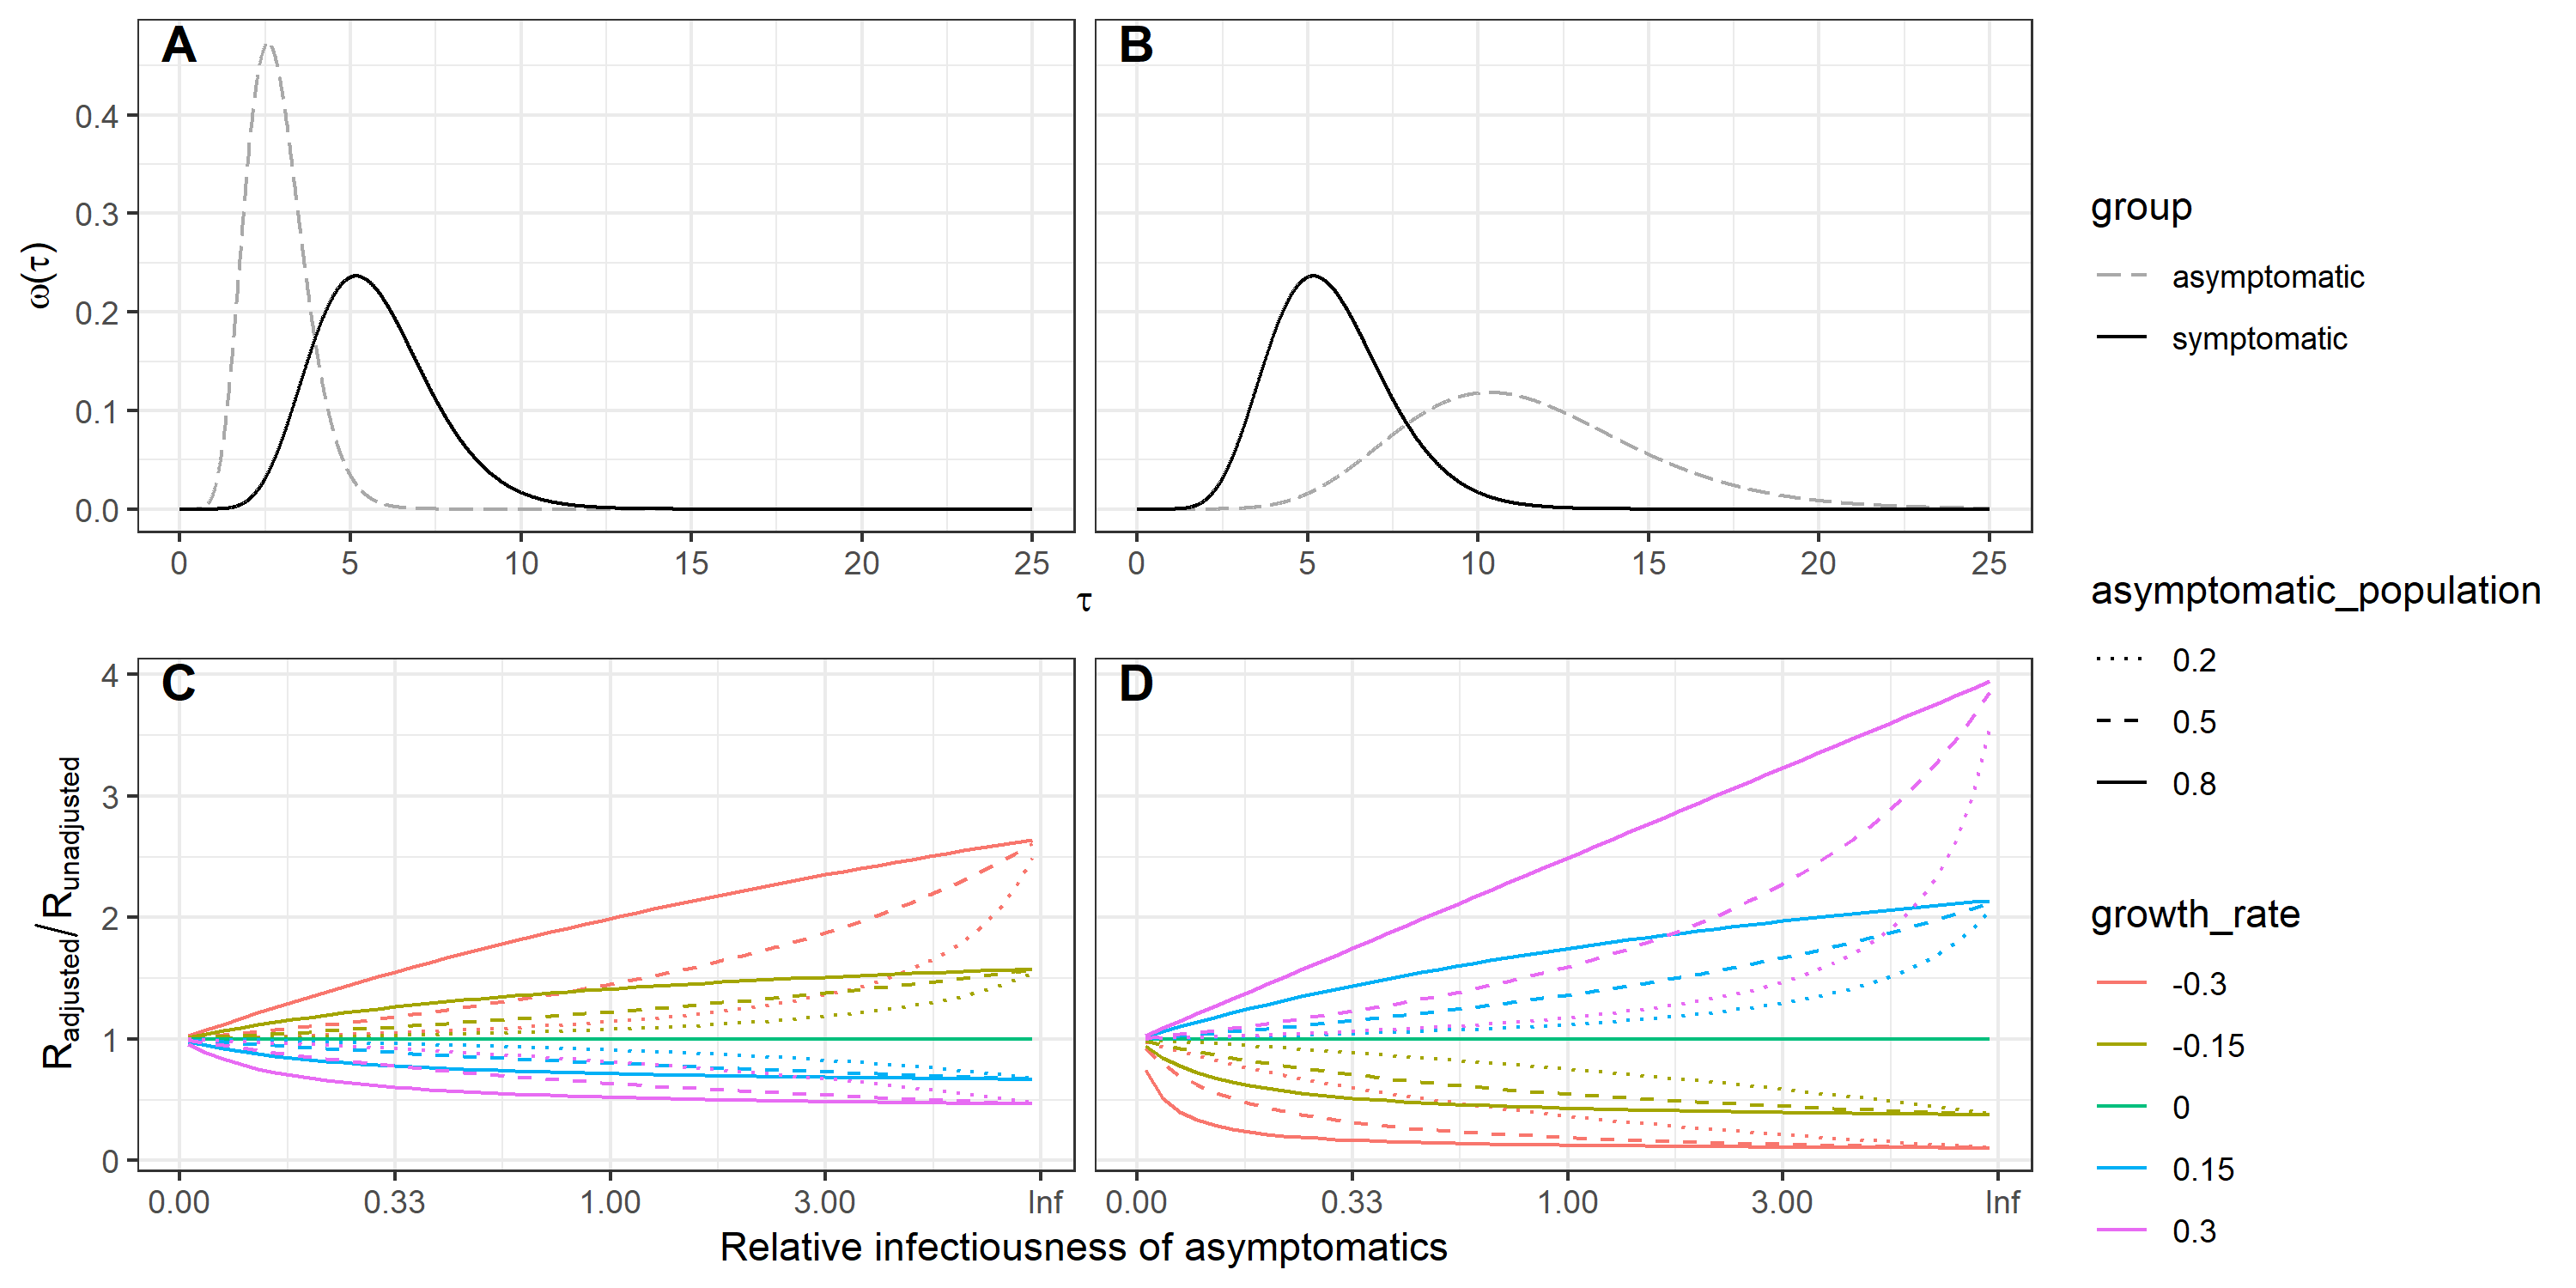 A
B
ω(τ)
0.4
0.3
0.2
0.1
0.0
0 5 10 15 20 25
0 5 10 15 20 25
τ
group
asymptomatic
symptomatic
asymptomatic_population
0.2
0.5
0.8
growth_rate
-0.3
-0.15
0
0.15
0.3
C
D
Radjusted/ Runadjusted
4
3
2
1
0
0.00 0.33 1.00 3.00 Inf
0.00 0.33 1.00 3.00 Inf
Relative infectiousness of asymptomatics